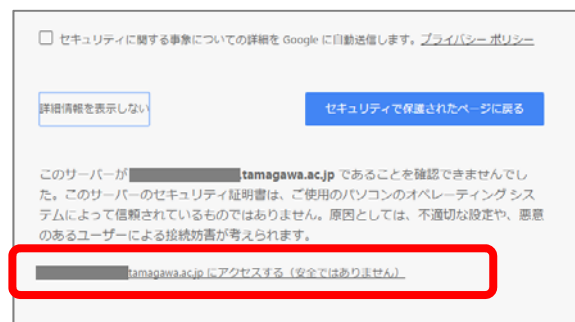 セキュリティに関する事象についての詳細を Google に自動送信します。プライバシー ポリシー
詳細情報を表示しない
セキュリティで保護されたページに戻る
このサーバーが .tamagawa.ac.jp であることを確認できませんでし
た。このサーバーのセキュリティ証明書は、ご使用のパソコンのオペレーティング シス
テムによって信頼されているものではありません。原因としては、不適切な設定や、悪意
のあるユーザーによる接続妨害が考えられます。
tamagawa.ac.jp にアクセスする（安全ではありません）